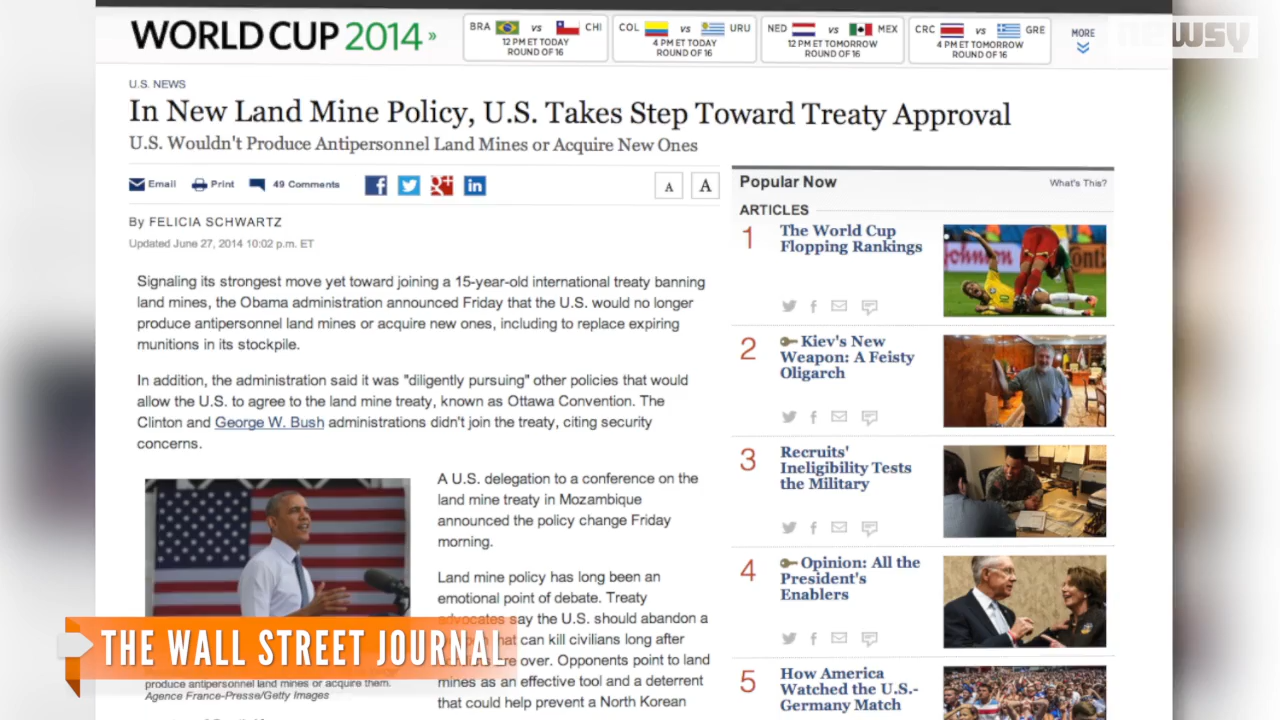 WORLD CUP 2014 »
BRA vs CHI
12 PM ET TODAY
ROUND OF 16
COL vs URU
4 PM ET TODAY
ROUND OF 16
NED vs MEX
12 PM ET TOMORROW
ROUND OF 16
CRC vs GRE
4 PM ET TOMORROW
ROUND OF 16
MORE
newsy
U.S. NEWS
In New Land Mine Policy, U.S. Takes Step Toward Treaty Approval
U.S. Wouldn't Produce Antipersonnel Land Mines or Acquire New Ones
Email Print 49 Comments
A A
By FELICIA SCHWARTZ
Updated June 27, 2014 10:02 p.m. ET
Signaling its strongest move yet toward joining a 15-year-old international treaty banning
land mines, the Obama administration announced Friday that the U.S. would no longer
produce antipersonnel land mines or acquire new ones, including to replace expiring
munitions in its stockpile.
In addition, the administration said it was "diligently pursuing" other policies that would
allow the U.S. to agree to the land mine treaty, known as Ottawa Convention. The
Clinton and George W. Bush administrations didn't join the treaty, citing security
concerns.
A U.S. delegation to a conference on the
land mine treaty in Mozambique
announced the policy change Friday
morning.
Land mine policy has long been an
emotional point of debate. Treaty
advocates say the U.S. should abandon a
that can kill civilians long after
are over. Opponents point to land
mines as an effective tool and a deterrent
that could help prevent a North Korean
produce antipersonnel land mines or acquire them.
Agence France-Presse/Getty Images
THE WALL STREET JOURNAL
Popular Now
What's This?
ARTICLES
1 The World Cup
Flopping Rankings
Johnson
Conti
2 Kiev's New
Weapon: A Feisty
Oligarch
3 Recruits'
Ineligibility Tests
the Military
4 Opinion: All the
President's
Enablers
5 How America
Watched the U.S.-
Germany Match